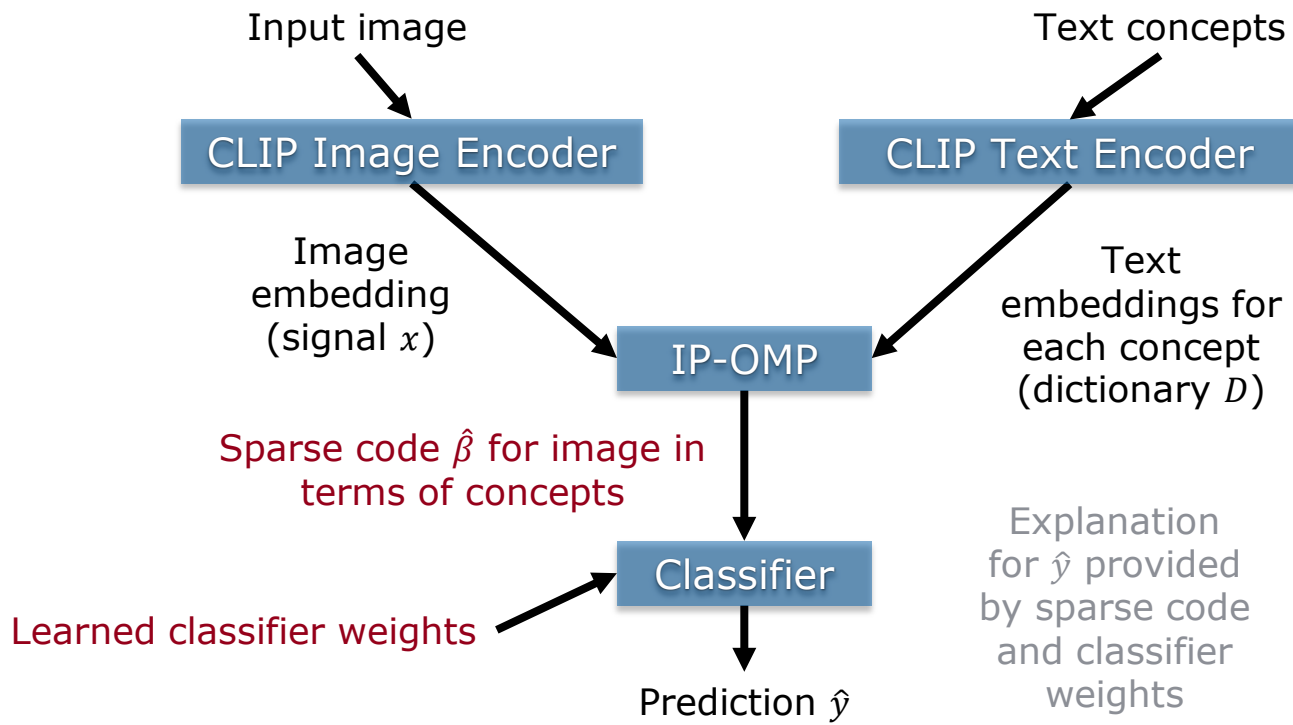 Input image
Text concepts
CLIP Image Encoder
CLIP Text Encoder
Image
embedding
(signal 𝑥)
Text
embeddings for
each concept
(dictionary 𝐷)
IP-OMP
Sparse code 𝛽̂ for image in
terms of concepts
Classifier
Learned classifier weights
Explanation
for 𝑦̂ provided
by sparse code
and classifier
weights
Prediction 𝑦̂